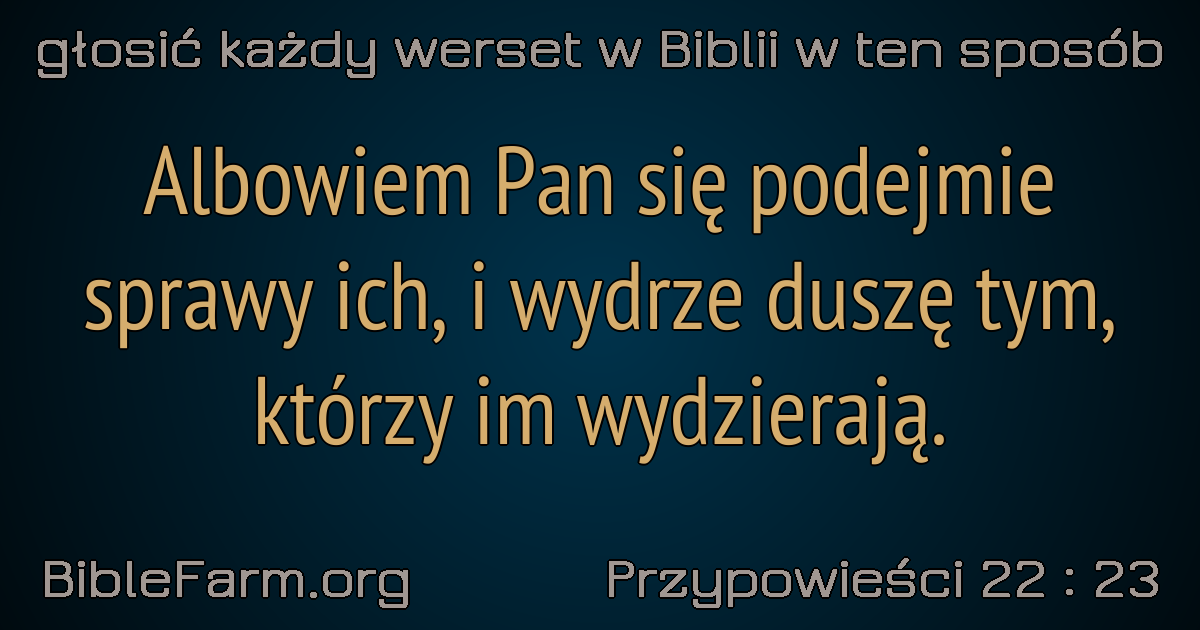 głosić każdy werset w Biblii w ten sposób
Albowiem Pan się podejmie
sprawy ich, i wydrze duszę tym,
którzy im wydzierają.
BibleFarm.org
Przypowieści 22 : 23